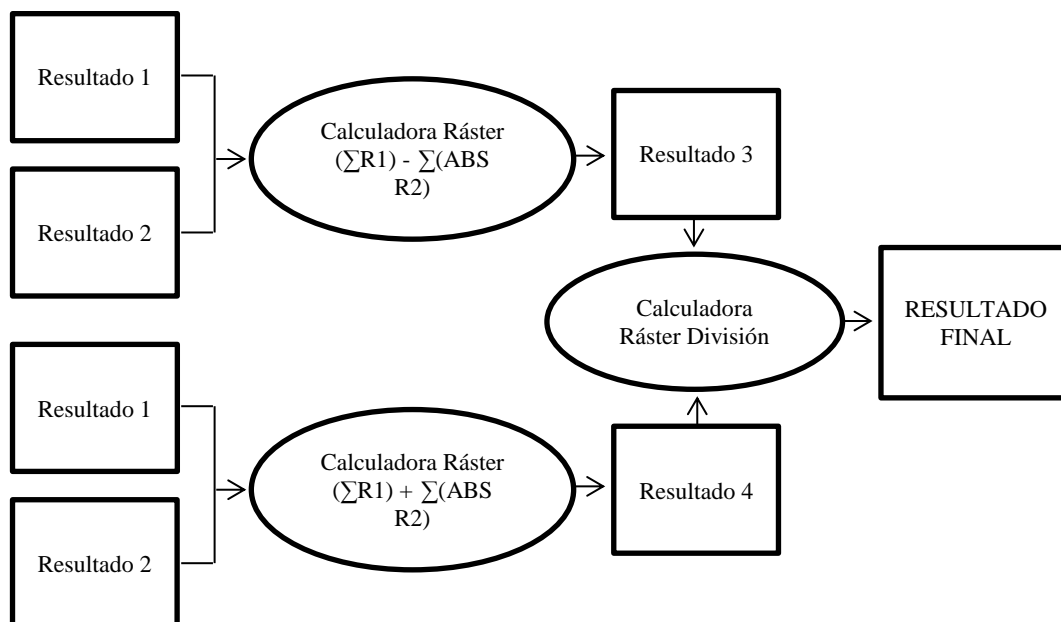 Resultado 1
Resultado 2
Calculadora Ráster
(∑R1) - ∑(ABS
R2)
Resultado 3
Calculadora
Ráster División
RESULTADO
FINAL
Resultado 1
Resultado 2
Calculadora Ráster
(∑R1) + ∑(ABS
R2)
Resultado 4